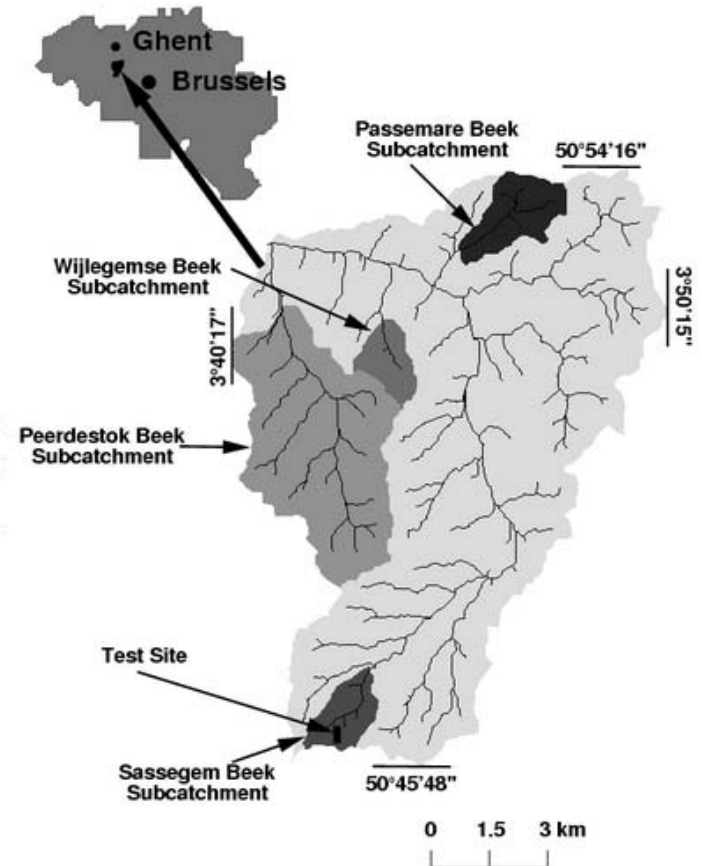 Ghent
Brussels
Passemare Beek
Subcatchment
50°54'16"
Wijlegemse Beek
Subcatchment
3°50'15"
3°40'17"
Peerdestok Beek
Subcatchment
Test Site
Sassegem Beek
Subcatchment
50°45'48"
0 1.5 3 km